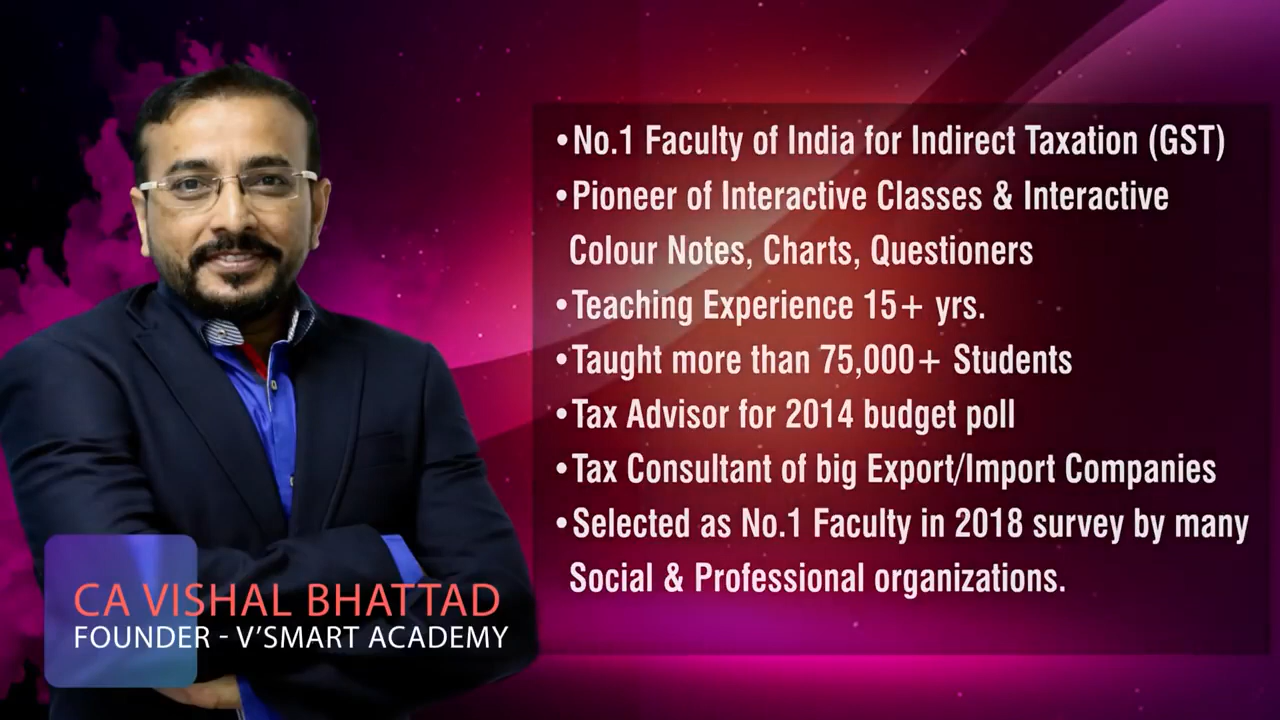 •No.1 Faculty of India for Indirect Taxation (GST)
•Pioneer of Interactive Classes & Interactive
Colour Notes, Charts, Questioners
•Teaching Experience 15+ yrs.
•Taught more than 75,000+ Students
•Tax Advisor for 2014 budget poll
•Tax Consultant of big Export/Import Companies
•Selected as No.1 Faculty in 2018 survey by many
Social & Professional organizations.
CA VISHAL BHATTAD
FOUNDER - V'SMART ACADEMY